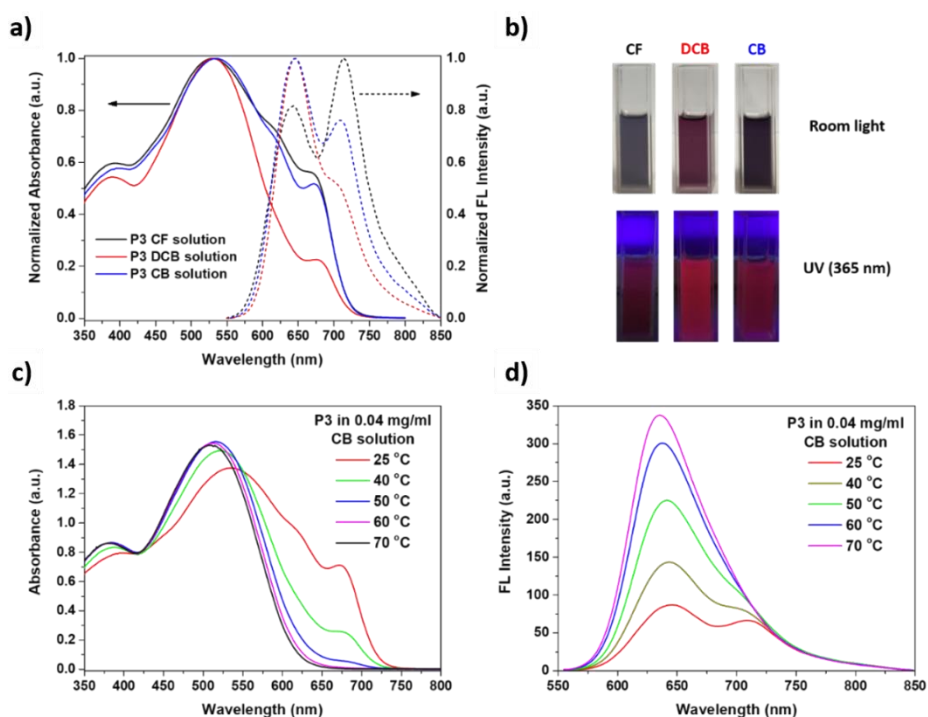 a)
Normalized Absorbance (a.u.)
1.0
0.8
0.6
0.4
0.2
0.0
P3 CF solution
P3 DCB solution
P3 CB solution
350 400 450 500 550 600 650 700 750 800 850
Wavelength (nm)
1.0
0.8
0.6
0.4
0.2
0.0
Normalized FL Intensity (a.u.)
b)
CF DCB CB
Room light
UV (365 nm)
c)
Absorbance (a.u.)
1.8
1.6
1.4
1.2
1.0
0.8
0.6
0.4
0.2
0.0
P3 in 0.04 mg/ml
CB solution
25 °C
40 °C
50 °C
60 °C
70 °C
350 400 450 500 550 600 650 700 750 800
Wavelength (nm)
d)
FL Intensity (a.u.)
350
300
250
200
150
100
50
0
P3 in 0.04 mg/ml
CB solution
25 °C
40 °C
50 °C
60 °C
70 °C
550 600 650 700 750 800 850
Wavelength (nm)